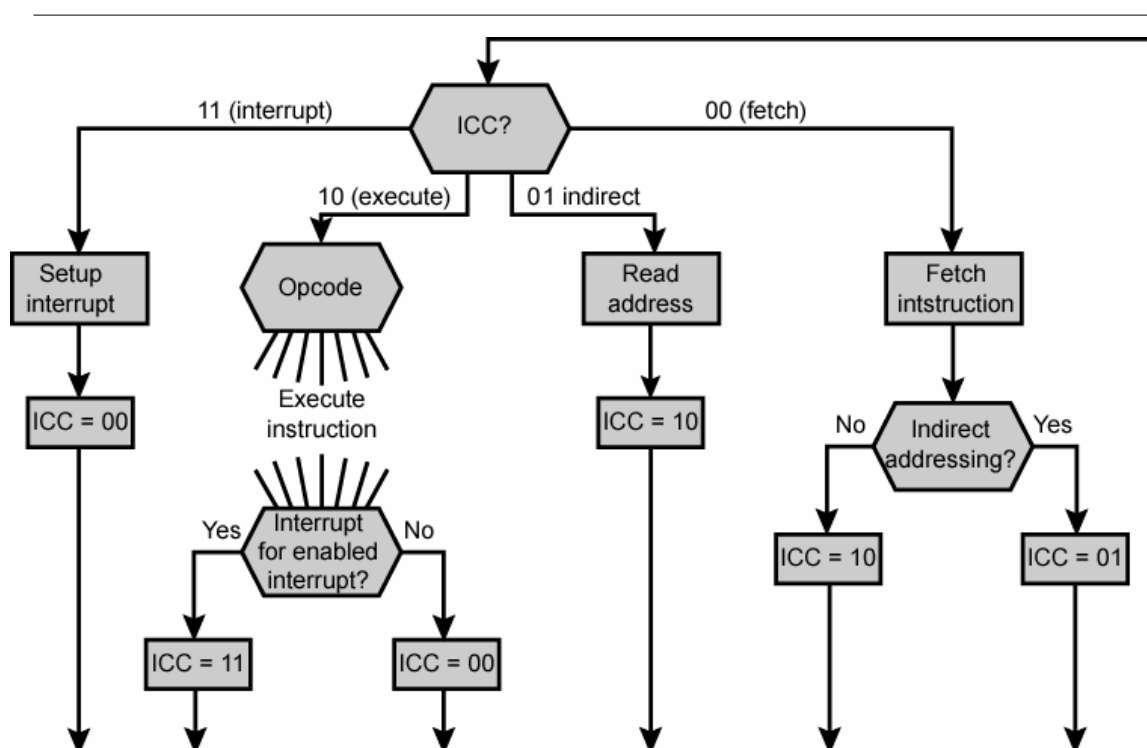 ICC?
11 (interrupt)
00 (fetch)
10 (execute)
01 indirect
Setup
interrupt
Opcode
Read
address
Fetch
intstruction
ICC = 00
Execute
instruction
ICC = 10
No
Indirect
addressing?
Yes
Yes
Interrupt
for enabled
interrupt?
No
ICC = 10
ICC = 01
ICC = 11
ICC = 00